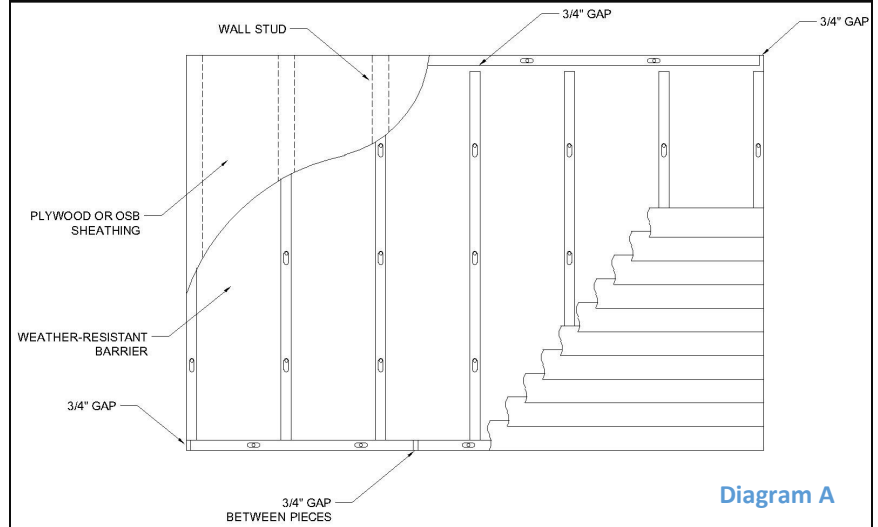 3/4" GAP
3/4" GAP
WALL STUD
PLYWOOD OR OSB
SHEATHING
WEATHER-RESISTANT
BARRIER
3/4" GAP
3/4" GAP
BETWEEN PIECES
Diagram A